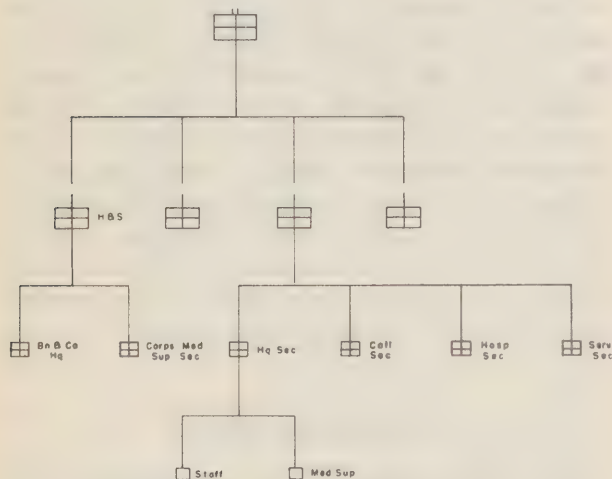 H & S
Bn & Co
Hq
Corps Med
Sup Sec
Hq Sec
Coll
Sec
Hosp
Sec
Serv
Sec
Staff
Med Sup